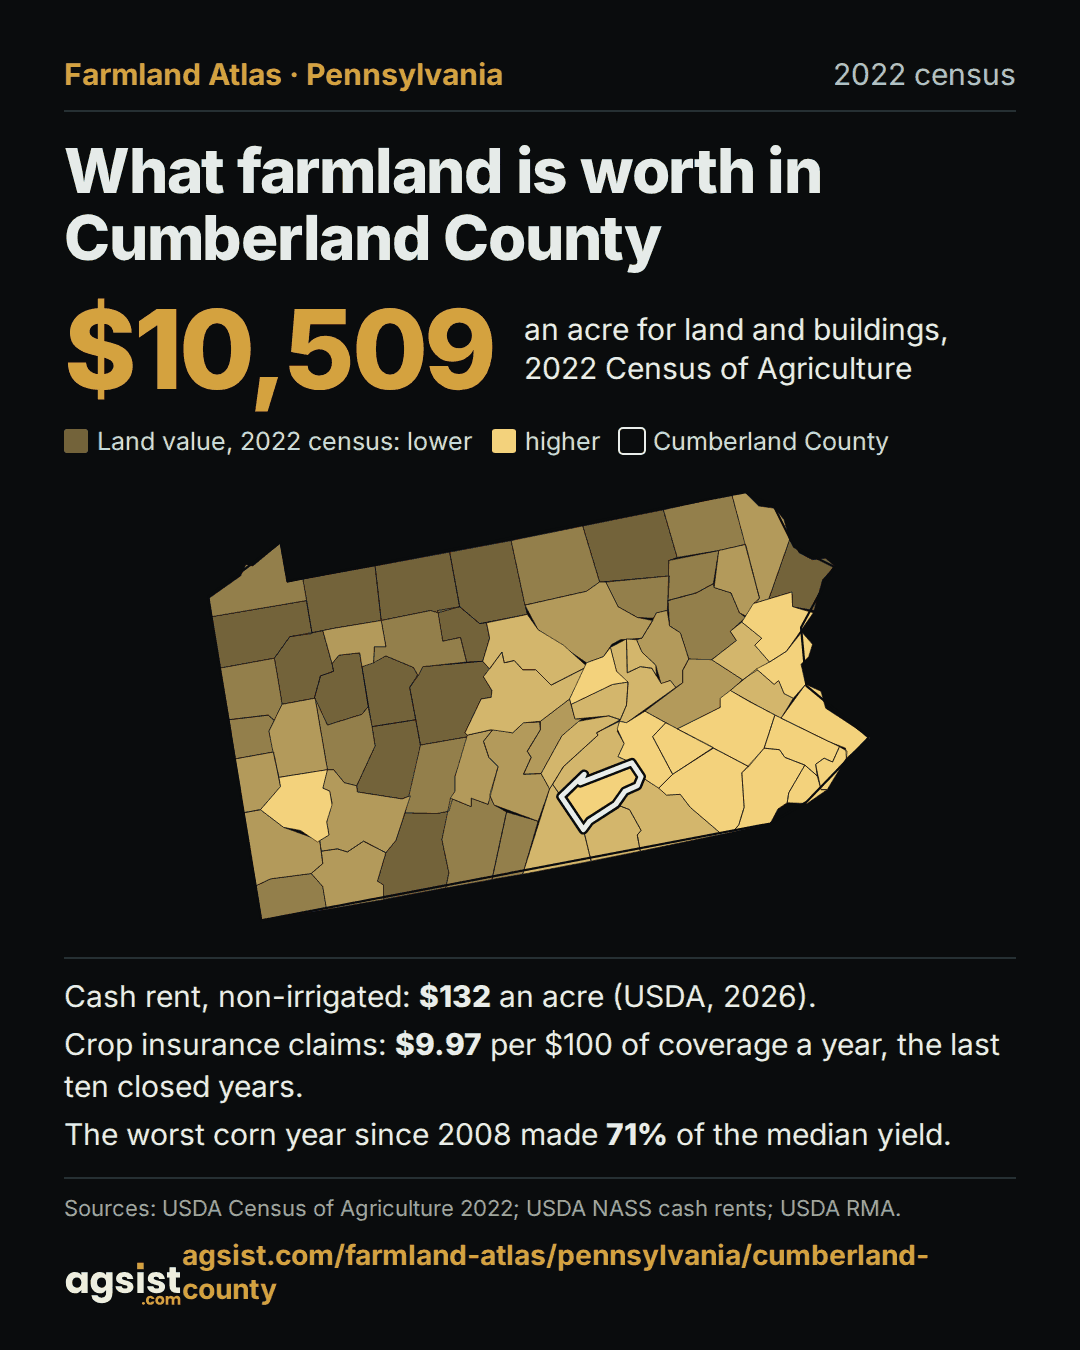 Farmland Atlas · Pennsylvania
2022 census
What farmland is worth in
Cumberland County
$10,509
an acre for land and buildings,
2022 Census of Agriculture
Land value, 2022 census: lower
higher
Cumberland County
Cash rent, non-irrigated: $132 an acre (USDA, 2026).
Crop insurance claims: $9.97 per $100 of coverage a year, the last
ten closed years.
The worst corn year since 2008 made 71% of the median yield.
Sources: USDA Census of Agriculture 2022; USDA NASS cash rents; USDA RMA.
agsist.com
agsist.com/farmland-atlas/pennsylvania/cumberland-
county